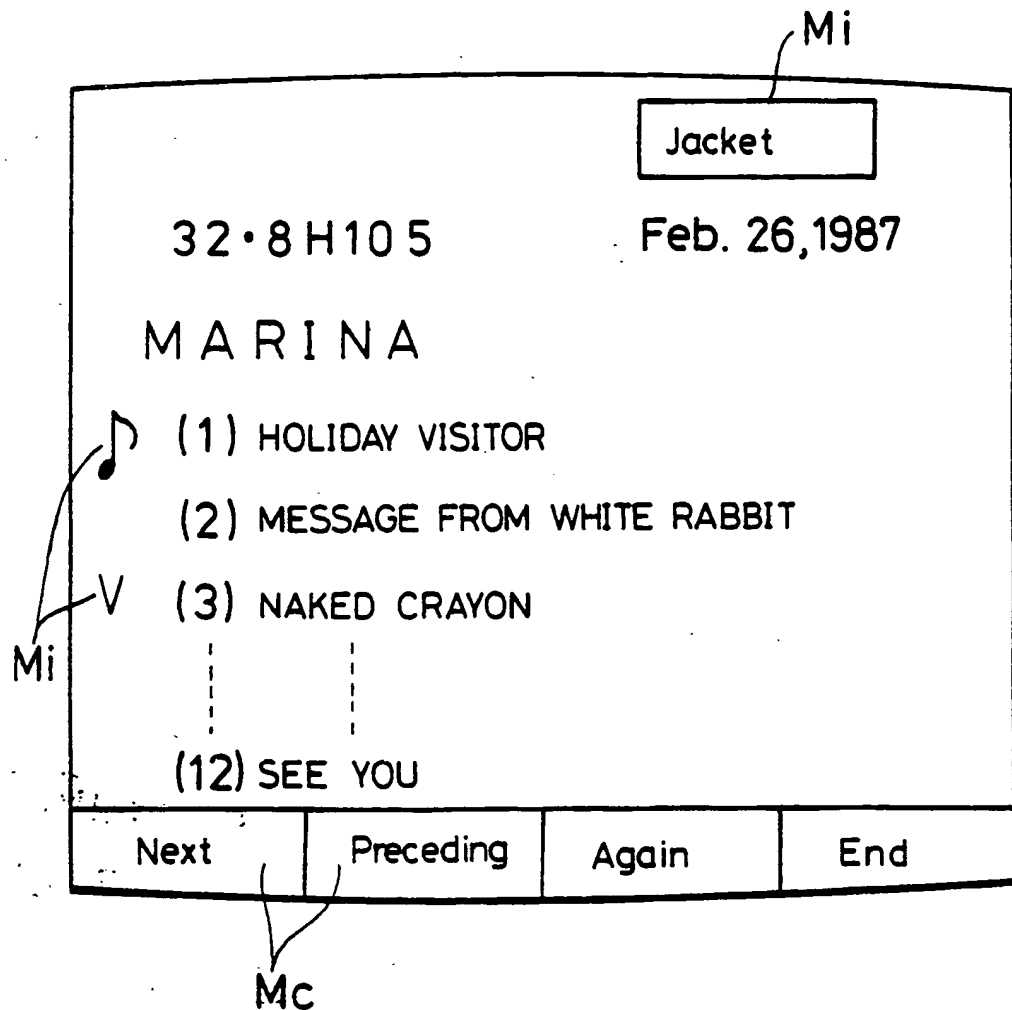 Mi
Jacket
32·8H105 Feb. 26,1987
MARINA
(1) HOLIDAY VISITOR
(2) MESSAGE FROM WHITE RABBIT
V (3) NAKED CRAYON
Mi
(12) SEE YOU
Next Preceding Again End
Mc